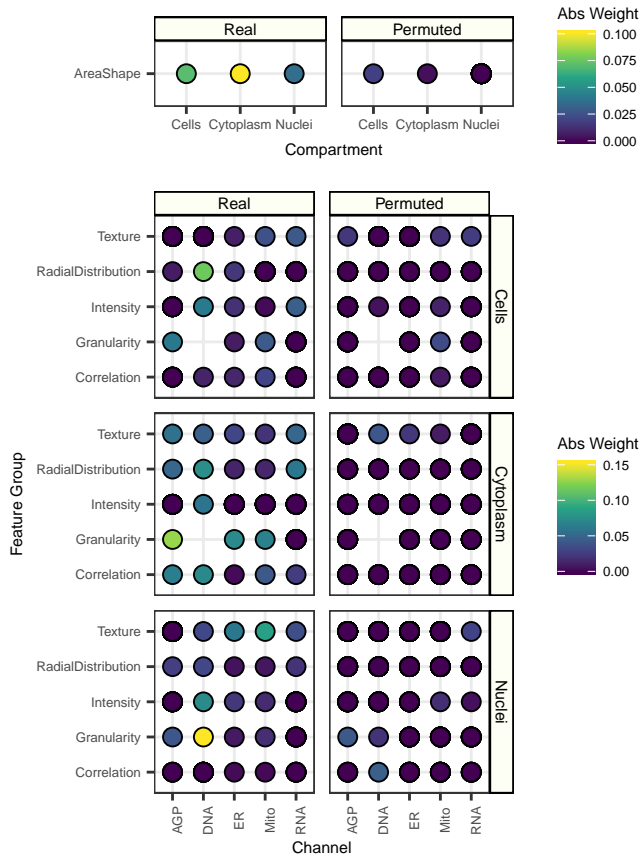 Real
Permuted
AreaShape
Cells
Cytoplasm
Nuclei
Cells
Cytoplasm
Nuclei
Compartment
Abs Weight
0.100
0.075
0.050
0.025
0.000
Real
Permuted
Texture
RadialDistribution
Intensity
Granularity
Correlation
Cells
Texture
RadialDistribution
Intensity
Granularity
Correlation
Cytoplasm
Texture
RadialDistribution
Intensity
Granularity
Correlation
Nuclei
Feature Group
AGP
DNA
ER
Mito
RNA
AGP
DNA
ER
Mito
RNA
Channel
Abs Weight
0.15
0.10
0.05
0.00